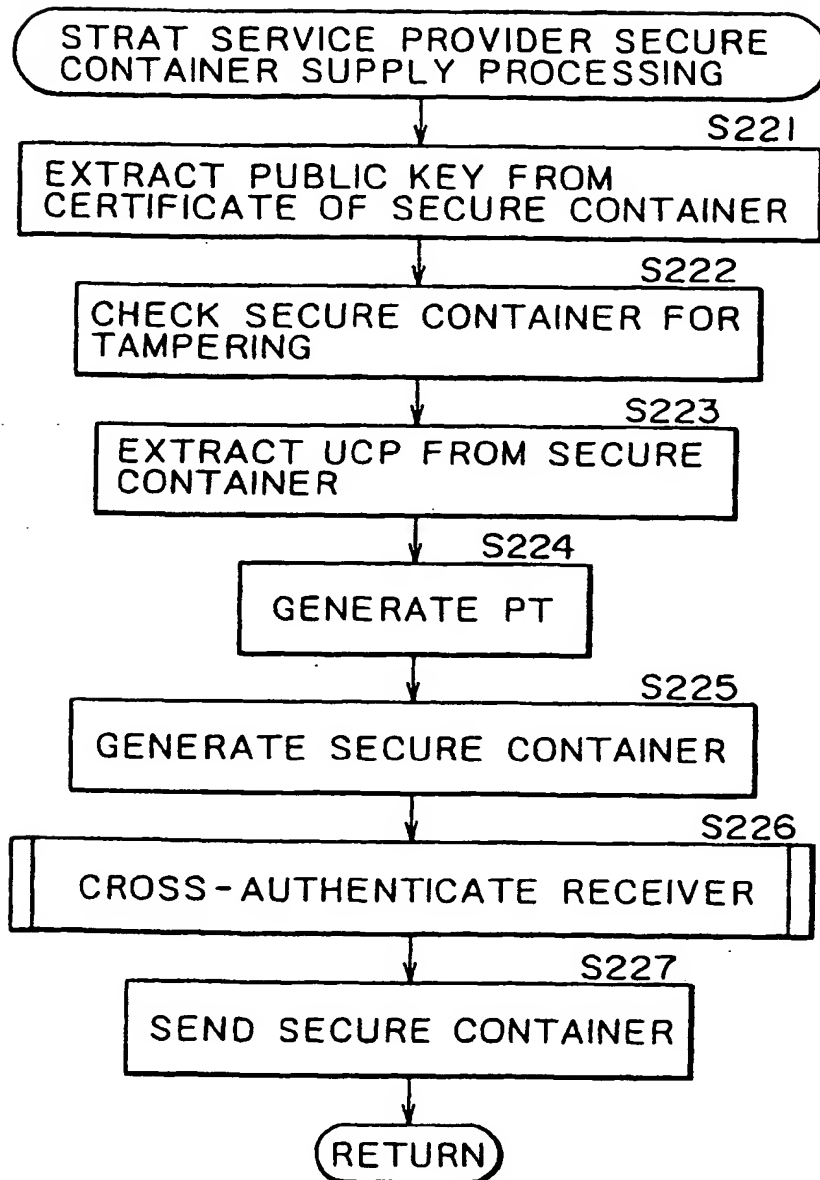 STRAT SERVICE PROVIDER SECURE
CONTAINER SUPPLY PROCESSING
S221
EXTRACT PUBLIC KEY FROM
CERTIFICATE OF SECURE CONTAINER
S222
CHECK SECURE CONTAINER FOR
TAMPERING
S223
EXTRACT UCP FROM SECURE
CONTAINER
S224
GENERATE PT
S225
GENERATE SECURE CONTAINER
S226
CROSS-AUTHENTICATE RECEIVER
S227
SEND SECURE CONTAINER
RETURN